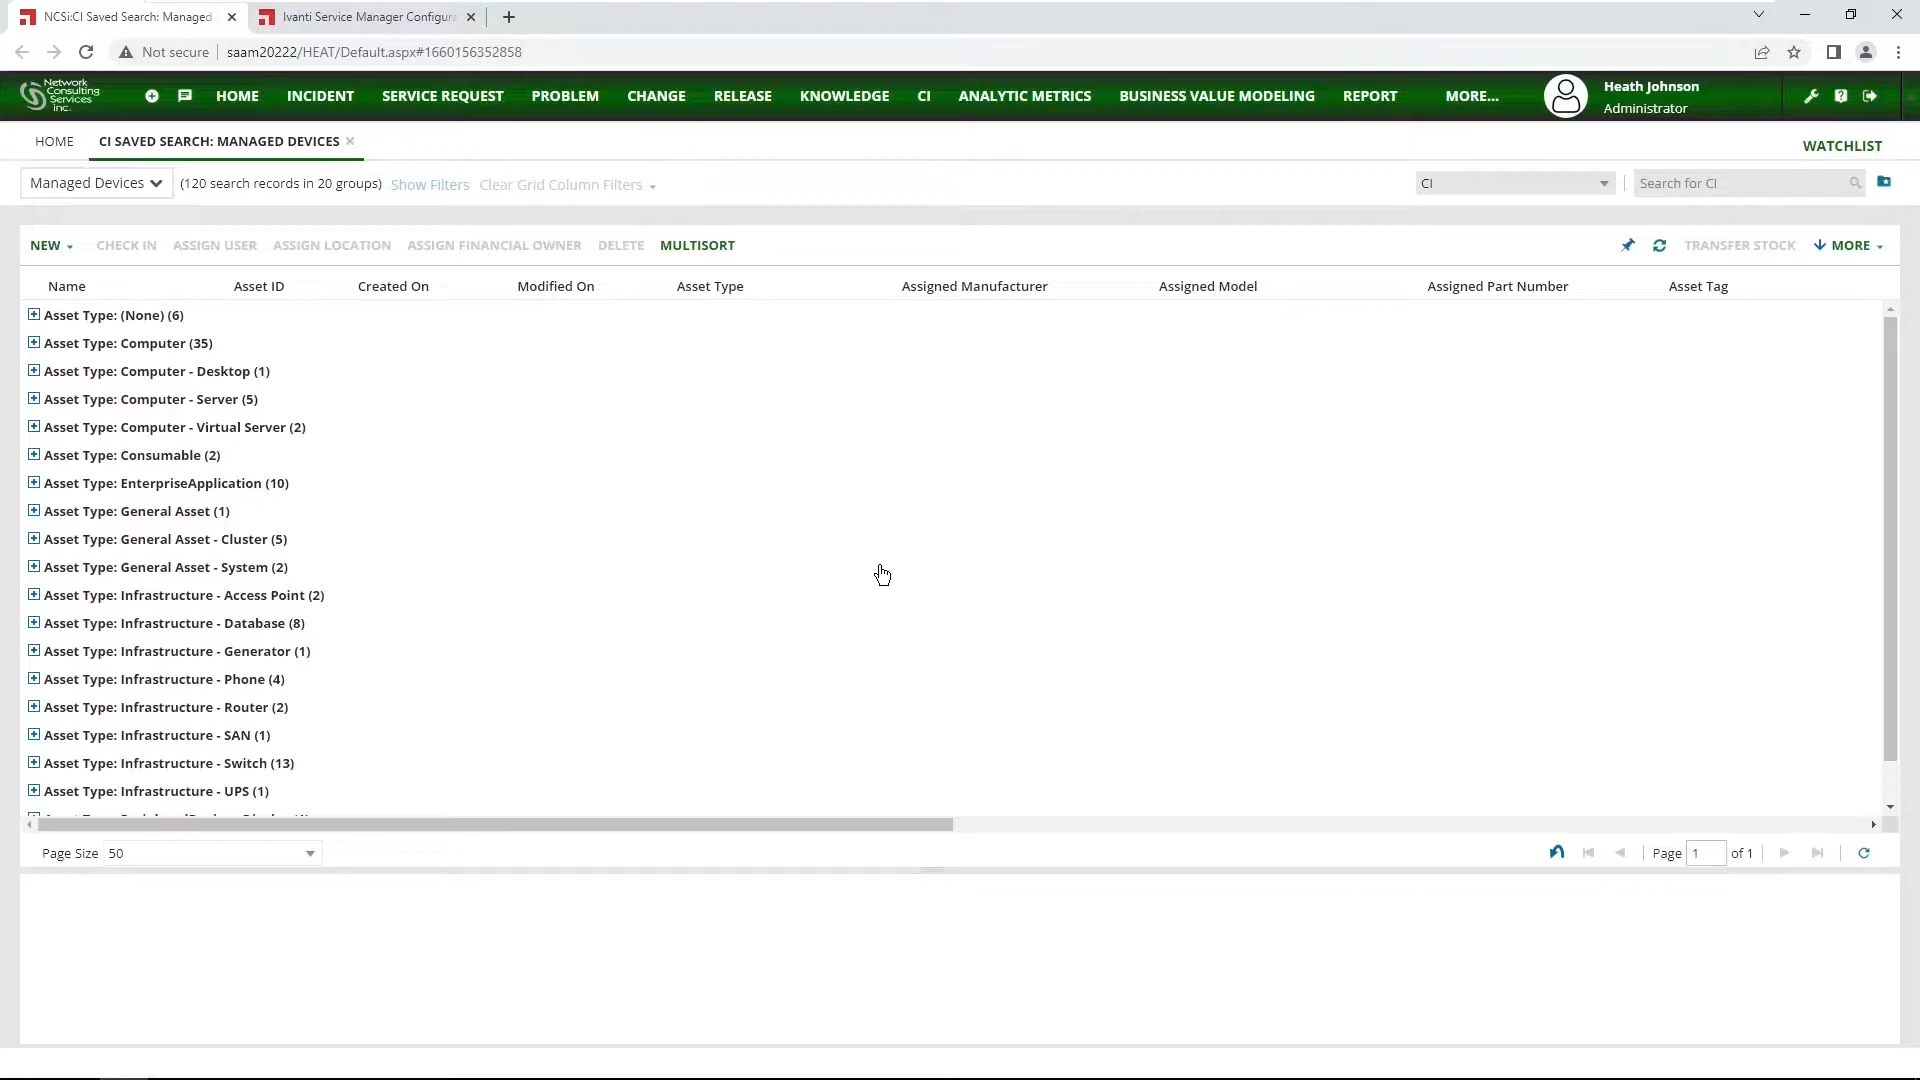 NCSi:CI Saved Search: Managed
Ivanti Service Manager Configura
Not secure
saam20222/HEAT/Default.aspx#1660156352858
Network Consulting Services inc.
HOME INCIDENT SERVICE REQUEST PROBLEM CHANGE RELEASE KNOWLEDGE CI ANALYTIC METRICS BUSINESS VALUE MODELING REPORT MORE...
Heath Johnson
Administrator
HOME CI SAVED SEARCH: MANAGED DEVICES
WATCHLIST
Managed Devices (120 search records in 20 groups) Show Filters Clear Grid Column Filters
CI Search for CI
NEW CHECK IN ASSIGN USER ASSIGN LOCATION ASSIGN FINANCIAL OWNER DELETE MULTISORT TRANSFER STOCK MORE
Name Asset ID Created On Modified On Asset Type Assigned Manufacturer Assigned Model Assigned Part Number Asset Tag
Asset Type: (None) (6)
Asset Type: Computer (35)
Asset Type: Computer - Desktop (1)
Asset Type: Computer - Server (5)
Asset Type: Computer - Virtual Server (2)
Asset Type: Consumable (2)
Asset Type: EnterpriseApplication (10)
Asset Type: General Asset (1)
Asset Type: General Asset - Cluster (5)
Asset Type: General Asset - System (2)
Asset Type: Infrastructure - Access Point (2)
Asset Type: Infrastructure - Database (8)
Asset Type: Infrastructure - Generator (1)
Asset Type: Infrastructure - Phone (4)
Asset Type: Infrastructure - Router (2)
Asset Type: Infrastructure - SAN (1)
Asset Type: Infrastructure - Switch (13)
Asset Type: Infrastructure - UPS (1)
Page Size 50
Page 1 of 1